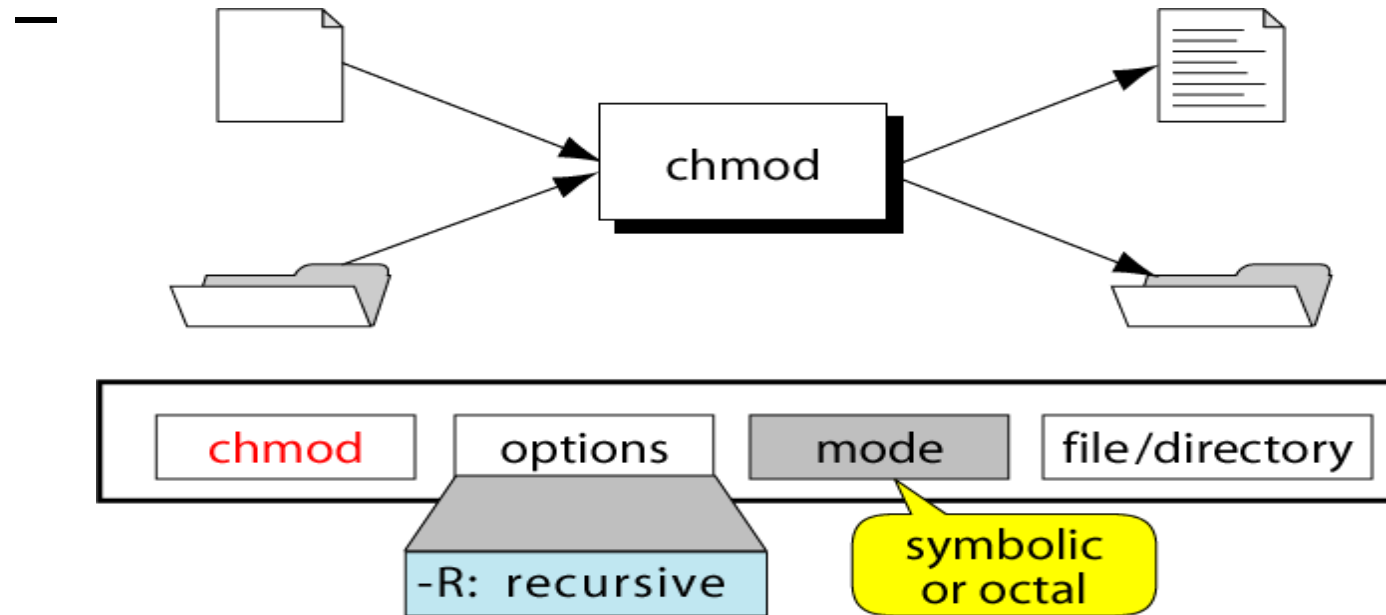 chmod
chmod options mode file/directory
-R: recursive
symbolic
or octal